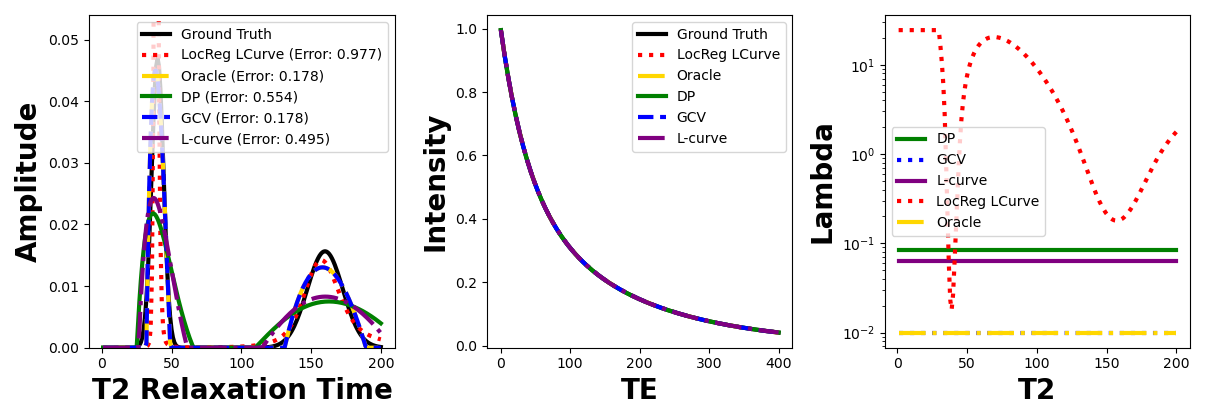 Amplitude
0.05
0.04
0.03
0.02
0.01
0.00
Ground Truth
LocReg LCurve (Error: 0.977)
Oracle (Error: 0.178)
DP (Error: 0.554)
GCV (Error: 0.178)
L-curve (Error: 0.495)
0 50 100 150 200
T2 Relaxation Time
Intensity
1.0
0.8
0.6
0.4
0.2
0.0
Ground Truth
LocReg LCurve
Oracle
DP
GCV
L-curve
0 100 200 300 400
TE
Lambda
10¹
10⁰
10⁻¹
10⁻²
DP
GCV
L-curve
LocReg LCurve
Oracle
0 50 100 150 200
T2